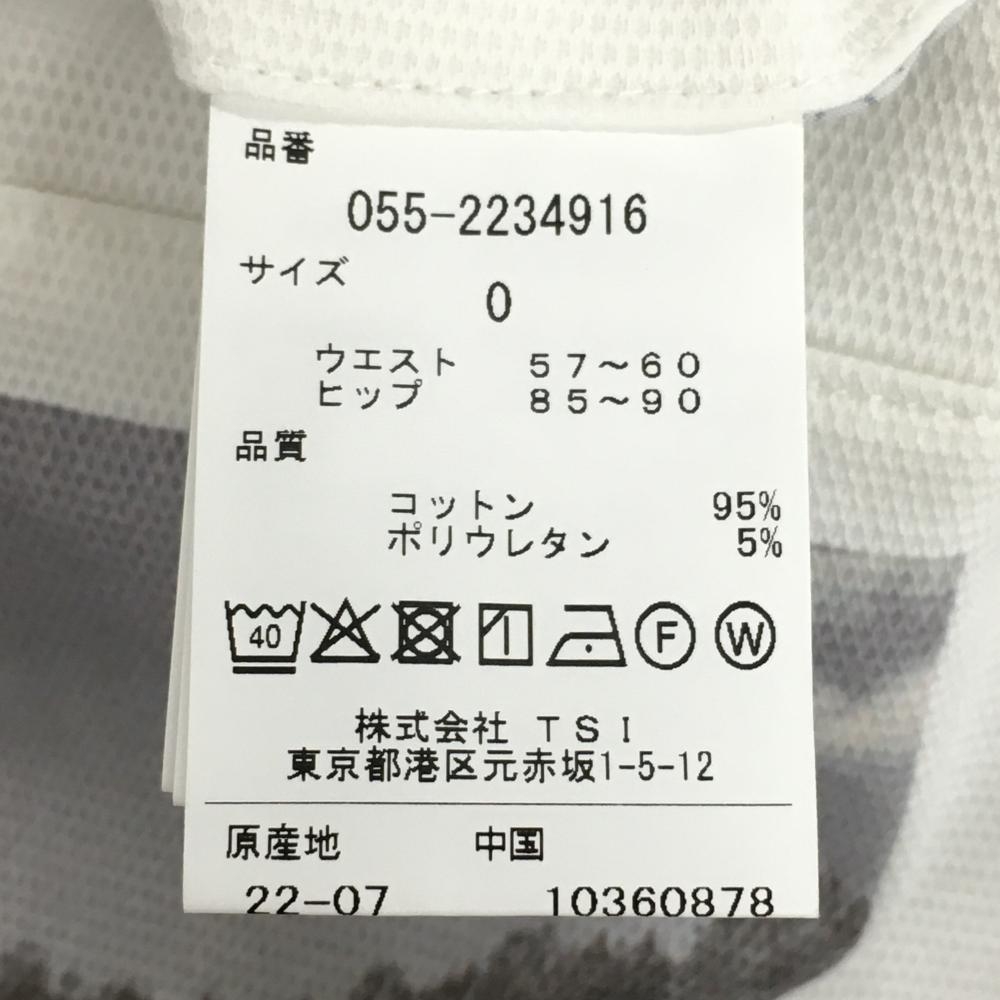 品番
055-2234916
サイズ
0
ウエスト 57～60
ヒップ 85～90
品質
コットン 95%
ポリウレタン 5%
40 F W
株式会社 TSI
東京都港区元赤坂1-5-12
原産地 中国
22-07 10360878